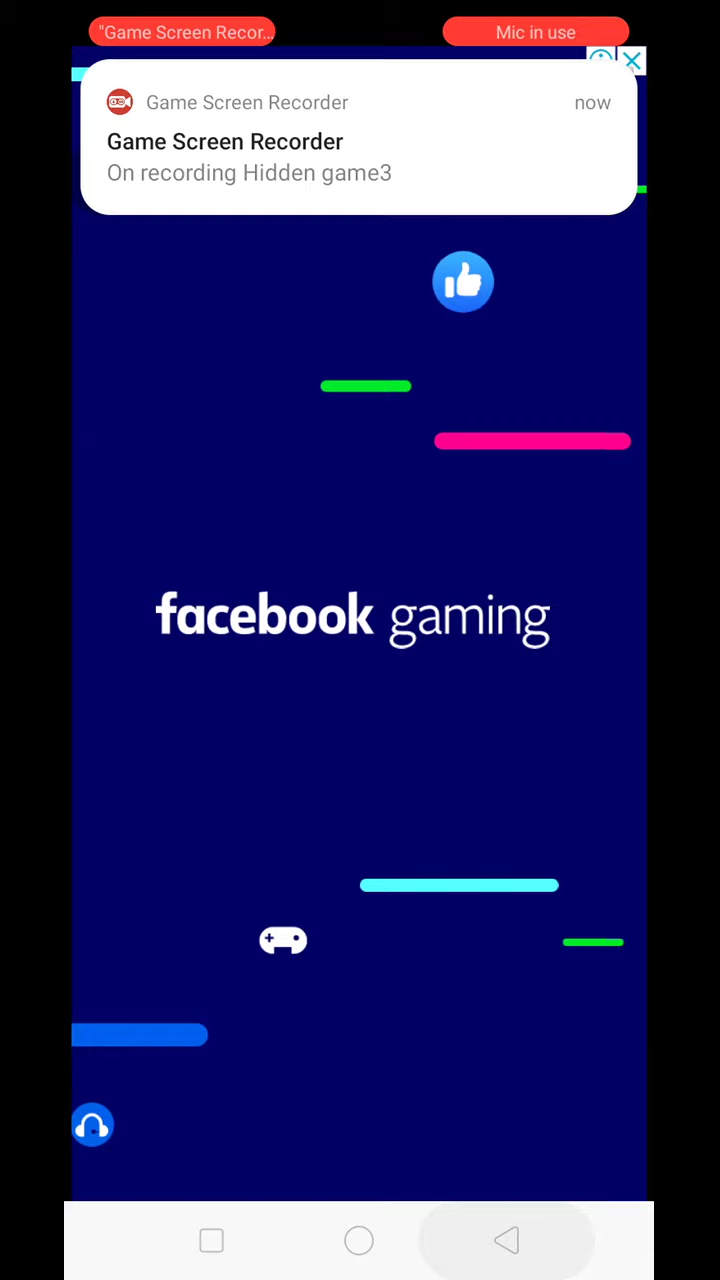 "Game Screen Recor...
Mic in use
Game Screen Recorder
now
Game Screen Recorder
On recording Hidden game3
facebook gaming